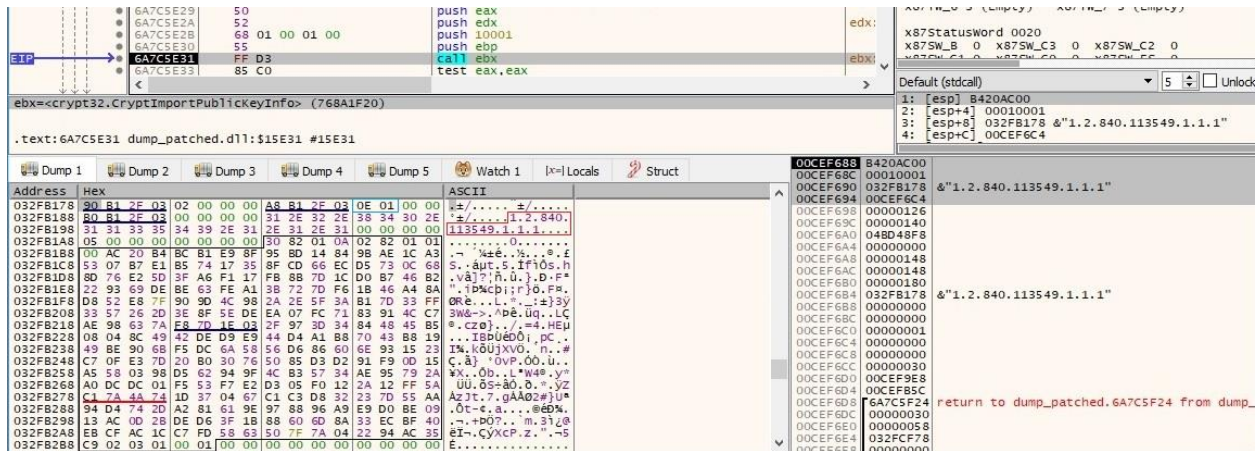 6A7C5E29 50 push eax
6A7C5E2A 52 push edx edx:
6A7C5E2B 68 01 00 01 00 push 10001
6A7C5E30 55 push ebp
EIP 6A7C5E31 FF D3 call ebx ebx:
6A7C5E33 85 C0 test eax,eax
x87StatusWord 0020
x87SW_B 0 x87SW_C3 0 x87SW_C2 0
Default (stdcall) 5 Unlock
1: [esp] B420AC00
2: [esp+4] 00010001
3: [esp+8] 032FB178 &"1.2.840.113549.1.1.1"
4: [esp+C] 00CEF6C4
ebx=<crypt32.CryptImportPublicKeyInfo> (768A1F20)
.text:6A7C5E31 dump_patched.dll:$15E31 #15E31
Dump 1 Dump 2 Dump 3 Dump 4 Dump 5 Watch 1 [x=] Locals Struct
Address Hex ASCII
032FB178 90 B1 2F 03 02 00 00 00 A8 B1 2F 03 0E 01 00 00
032FB188 B0 B1 2F 03 00 00 00 00 31 2E 32 2E 38 34 30 2E °±/.....1.2.840.
032FB198 31 31 33 35 34 39 2E 31 2E 31 2E 31 00 00 00 00 113549.1.1.1....
032FB1A8 05 00 00 00 00 00 00 00 30 82 01 0A 02 82 01 01
032FB1B8 00 AC 20 B4 BC B1 E9 8F 95 BD 14 84 9B AE 1C A3
032FB1C8 53 07 B7 E1 B5 74 17 35 8F CD 66 EC D5 73 0C 68
032FB1D8 8D 76 E2 5D 3F A6 F1 17 FB 8B 7D 1C D0 B7 46 B2
032FB1E8 22 93 69 DE BE 63 FE A1 3B 72 7D F6 1B 46 A4 8A
032FB1F8 D8 52 E8 7F 90 9D 4C 98 2A 2E 5F 3A B1 7D 33 FF
032FB208 33 57 26 2D 3E 8F 5E DE EA 07 FC 71 83 91 4C C7
032FB218 AE 98 63 7A F8 7D 1E 03 2F 97 3D 34 84 48 45 B5
032FB228 08 04 8C 49 42 DE D9 E9 44 D4 A1 B8 70 43 B8 19
032FB238 49 BE 90 6B F5 DC 6A 58 56 D6 86 60 6E 93 15 23
032FB248 C7 0F E3 7D 20 B0 30 76 50 85 D3 D2 91 F9 0D 15
032FB258 A5 58 03 98 D5 62 94 9F 4C B3 57 34 AE 95 79 2A
032FB268 A0 DC DC 01 F5 53 F7 E2 D3 05 F0 12 2A 12 FF 5A
032FB278 C1 7A 4A 74 1D 37 04 67 C1 C3 D8 32 23 7D 55 AA
032FB288 94 D4 74 2D A2 81 61 9E 97 88 96 A9 E9 D0 BE 09
032FB298 13 AC 0D 2B DE D6 3F 1B 88 60 6D 8A 33 EC BF 40
032FB2A8 EB CF AC 1C C7 FD 58 63 50 7F 7A 04 22 94 AC 35
032FB2B8 C9 02 03 01 00 01 00 00 00 00 00 00 00 00 00 00
00CEF688 B420AC00
00CEF68C 00010001
00CEF690 032FB178 &"1.2.840.113549.1.1.1"
00CEF694 00CEF6C4
00CEF698 00000126
00CEF69C 00000140
00CEF6A0 04BD48F8
00CEF6A4 00000000
00CEF6A8 00000148
00CEF6AC 00000148
00CEF6B0 00000180
00CEF6B4 032FB178 &"1.2.840.113549.1.1.1"
00CEF6B8 00000000
00CEF6BC 00000000
00CEF6C0 00000001
00CEF6C4 00000000
00CEF6C8 00000000
00CEF6CC 00000030
00CEF6D0 00CEF9E8
00CEF6D4 00CEFB5C
00CEF6D8 6A7C5F24 return to dump_patched.6A7C5F24 from dump_
00CEF6DC 00000030
00CEF6E0 00000058
00CEF6E4 032FCF78